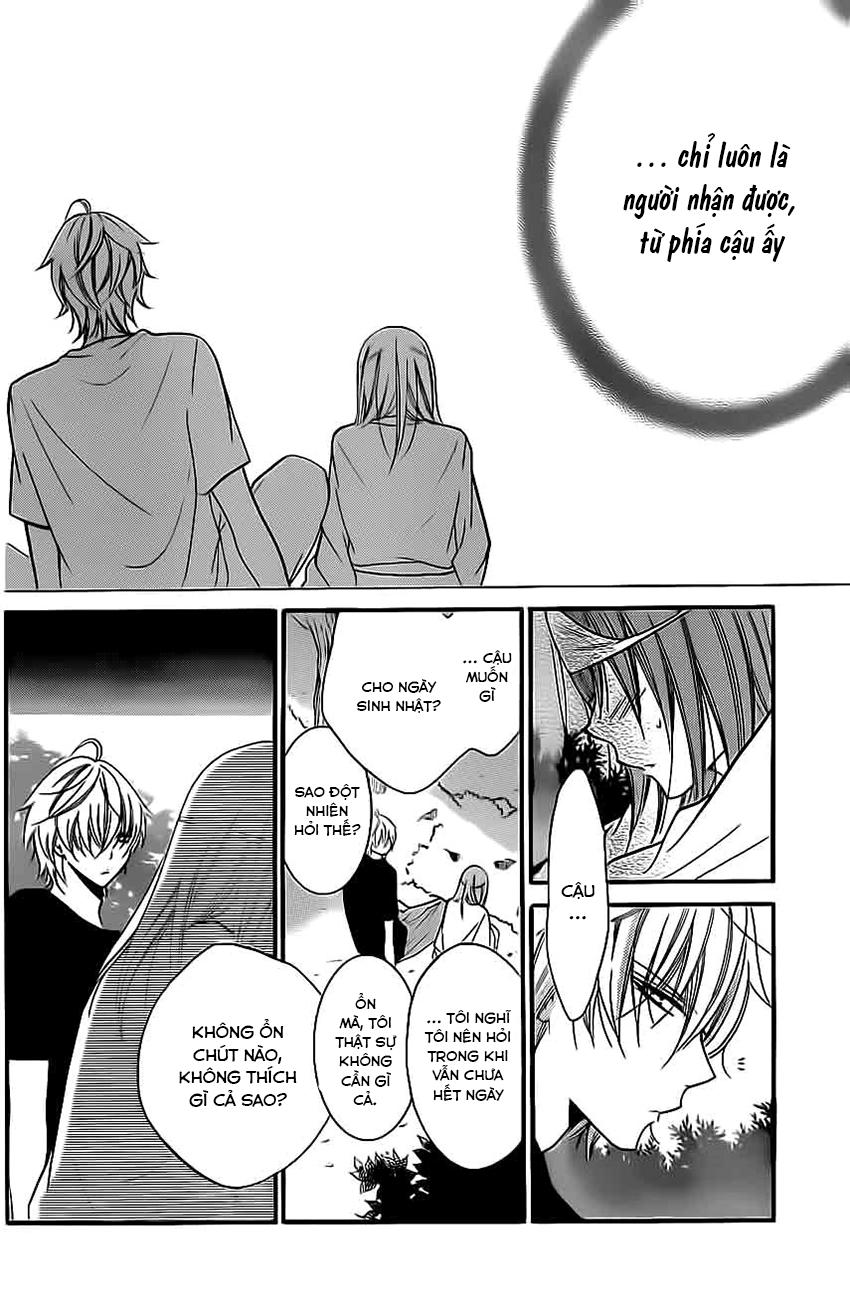 ... chỉ luôn là
người nhận được,
từ phía cậu ấy
CẬU
...
... CẬU
MUỐN
GÌ
CHO NGÀY
SINH NHẬT?
SAO ĐỘT
NHIÊN
HỎI THẾ?
... TÔI NGHĨ
TÔI NÊN HỎI
TRONG KHI
VẪN CHƯA
HẾT NGÀY
ỔN
MÀ, TÔI
THẬT SỰ
KHÔNG
CẦN GÌ
CẢ.
KHÔNG ỔN
CHÚT NÀO,
KHÔNG THÍCH
GÌ CẢ SAO?